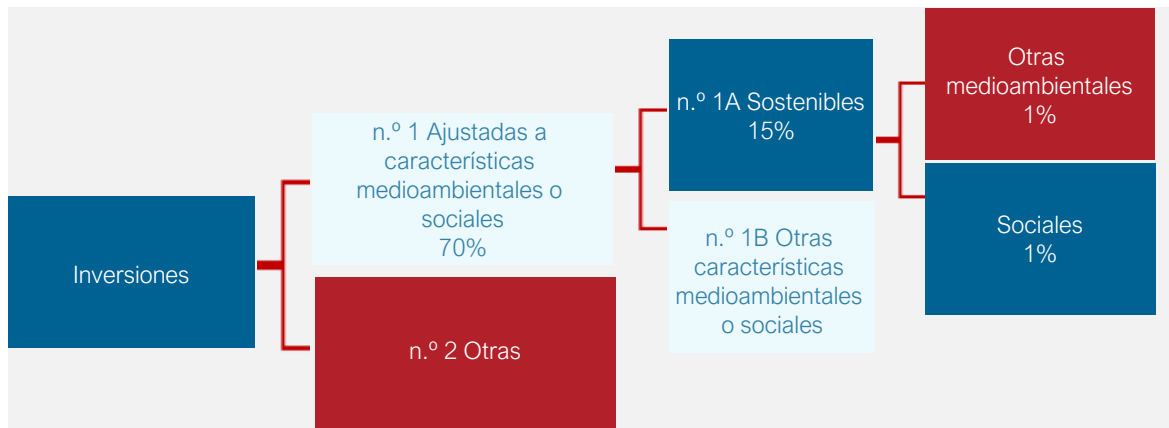 Inversiones
n.º 1 Ajustadas a
características
medioambientales o
sociales
70%
n.º 2 Otras
n.º 1A Sostenibles
15%
n.º 1B Otras
características
medioambientales
o sociales
Otras
medioambientales
1%
Sociales
1%